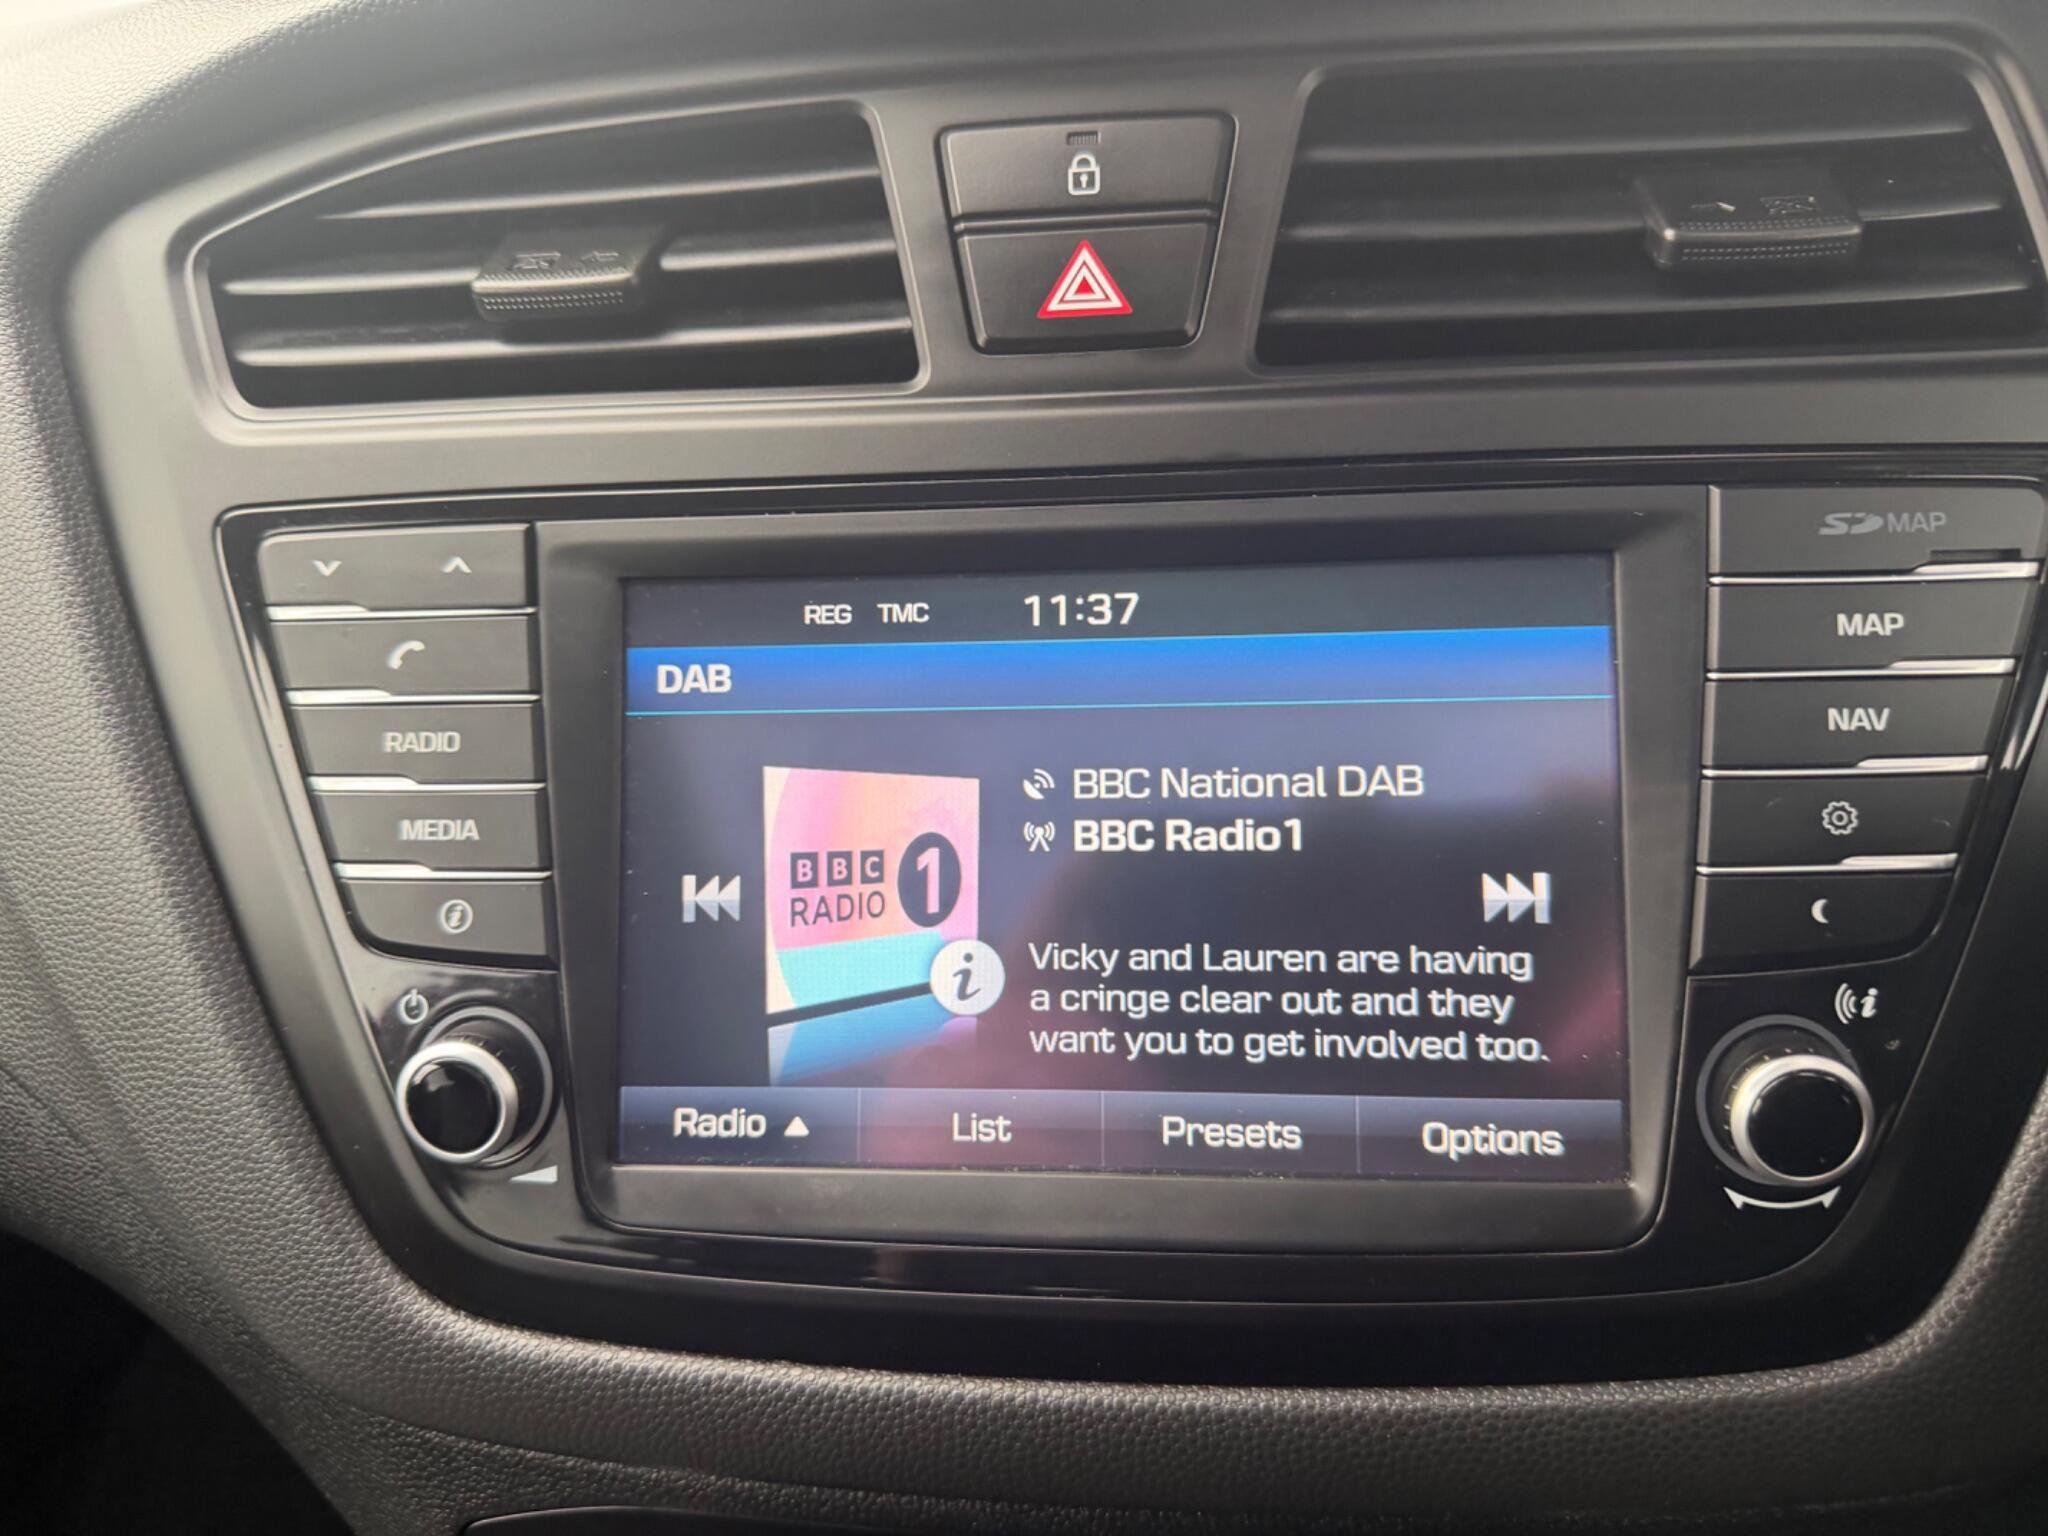 SD MAP
REG TMC 11:37
MAP
DAB
NAV
RADIO
BBC National DAB
BBC Radio1
MEDIA
BBC
RADIO 1
i
i
Vicky and Lauren are having
a cringe clear out and they
want you to get involved too.
i
Radio ▲ List Presets Options